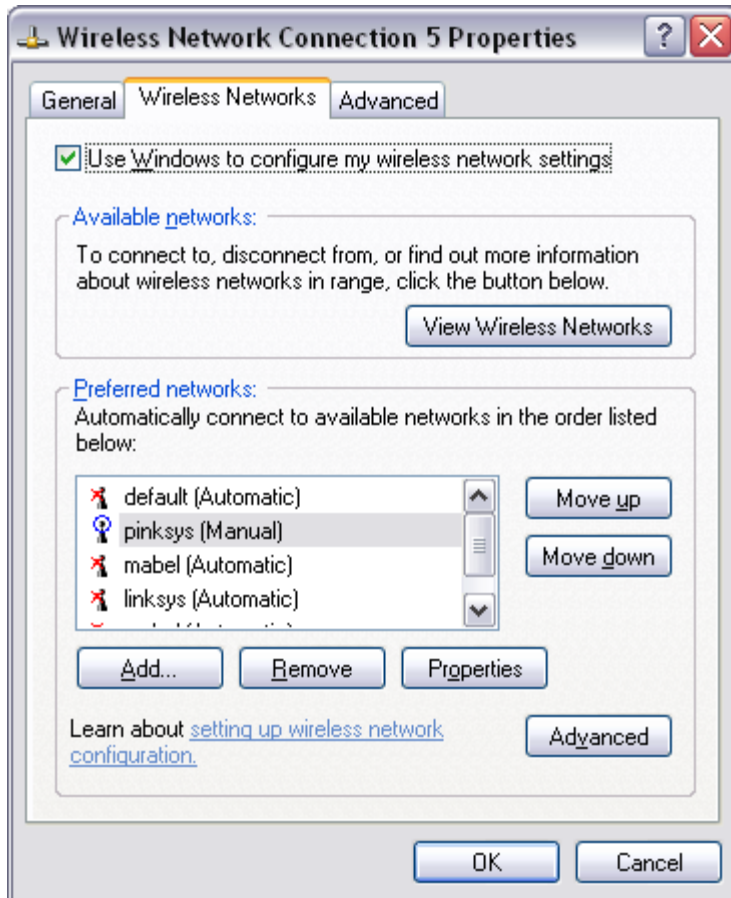 Wireless Network Connection 5 Properties
?
General Wireless Networks Advanced
Use Windows to configure my wireless network settings
Available networks:
To connect to, disconnect from, or find out more information
about wireless networks in range, click the button below.
View Wireless Networks
Preferred networks:
Automatically connect to available networks in the order listed
below:
default (Automatic)
pinksys (Manual)
mabel (Automatic)
linksys (Automatic)
Move up
Move down
Add... Remove Properties
Learn about setting up wireless network
configuration.
Advanced
OK Cancel